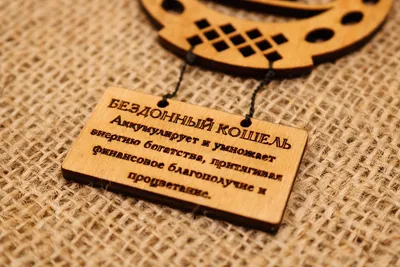 БЕЗДОННЫЙ КОШЕЛЬ
Аккумулирует и умножает
энергию богатства, притягивая
финансовое благополучие и
процветание.